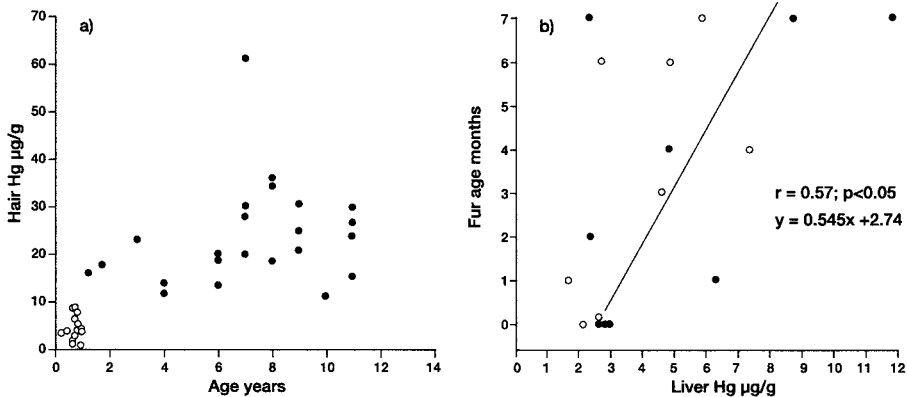 a)
70
60
50
40
30
20
10
0
Hair Hg µg/g
0 2 4 6 8 10 12 14
Age years
b)
7
6
5
4
3
2
1
0
Fur age months
r = 0.57; p<0.05
y = 0.545x +2.74
0 1 2 3 4 5 6 7 8 9 10 11 12
Liver Hg µg/g